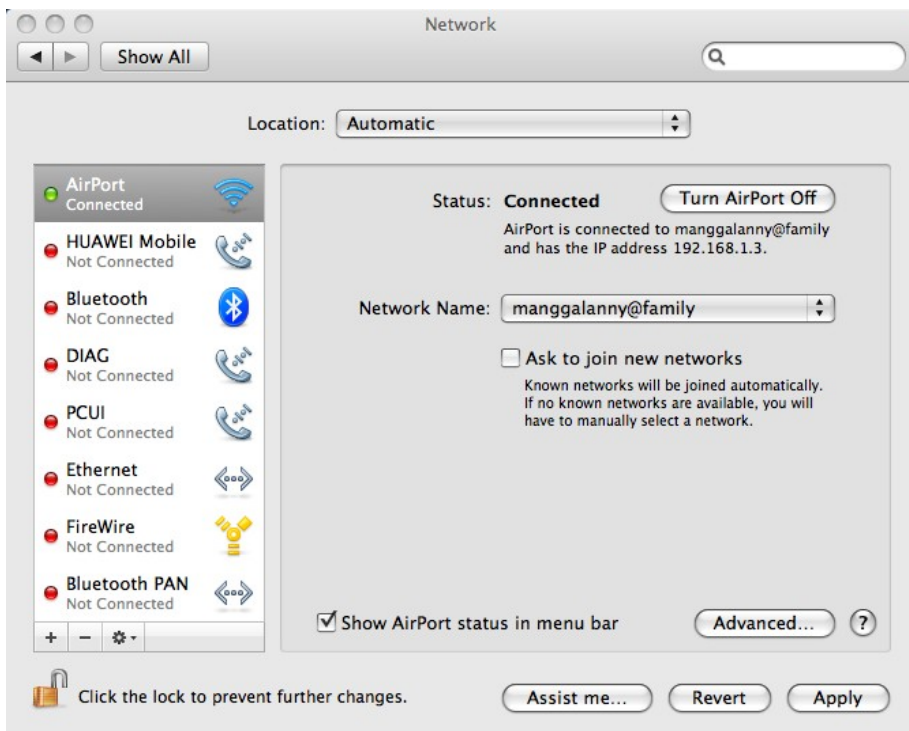 Network
Show All
Location: Automatic
AirPort
Connected
HUAWEI Mobile
Not Connected
Bluetooth
Not Connected
DIAG
Not Connected
PCUI
Not Connected
Ethernet
Not Connected
FireWire
Not Connected
Bluetooth PAN
Not Connected
Status: Connected Turn AirPort Off
AirPort is connected to manggalanny@family
and has the IP address 192.168.1.3.
Network Name: manggalanny@family
Ask to join new networks
Known networks will be joined automatically.
If no known networks are available, you will
have to manually select a network.
Show AirPort status in menu bar Advanced... ?
Click the lock to prevent further changes. Assist me... Revert Apply